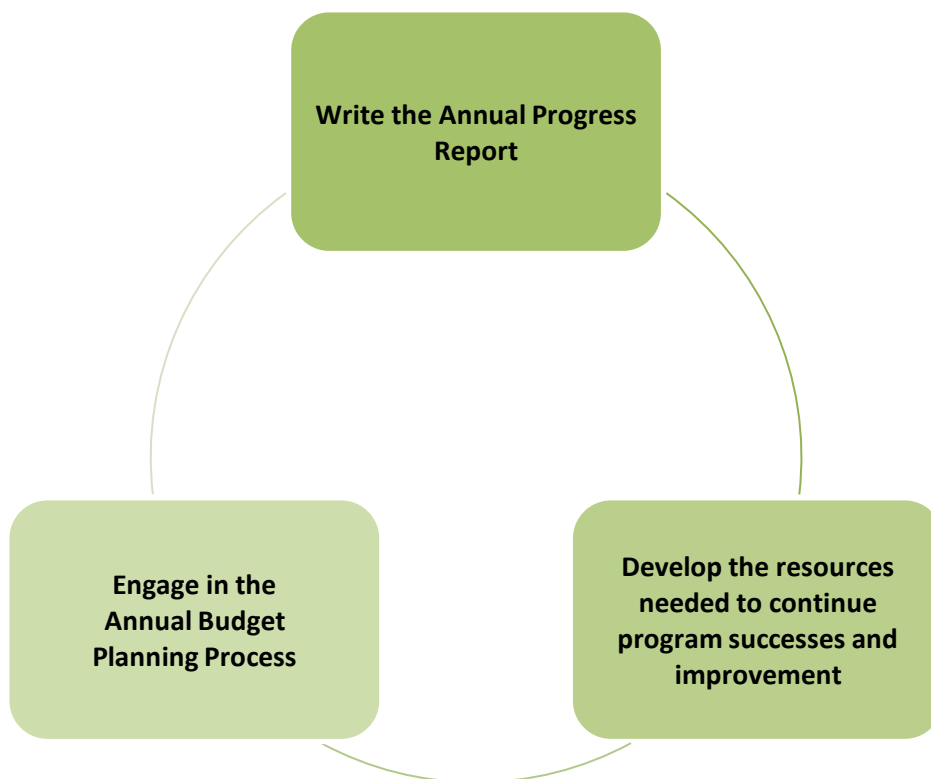 Write the Annual Progress
Report
Develop the resources
needed to continue
program successes and
improvement
Engage in the
Annual Budget
Planning Process